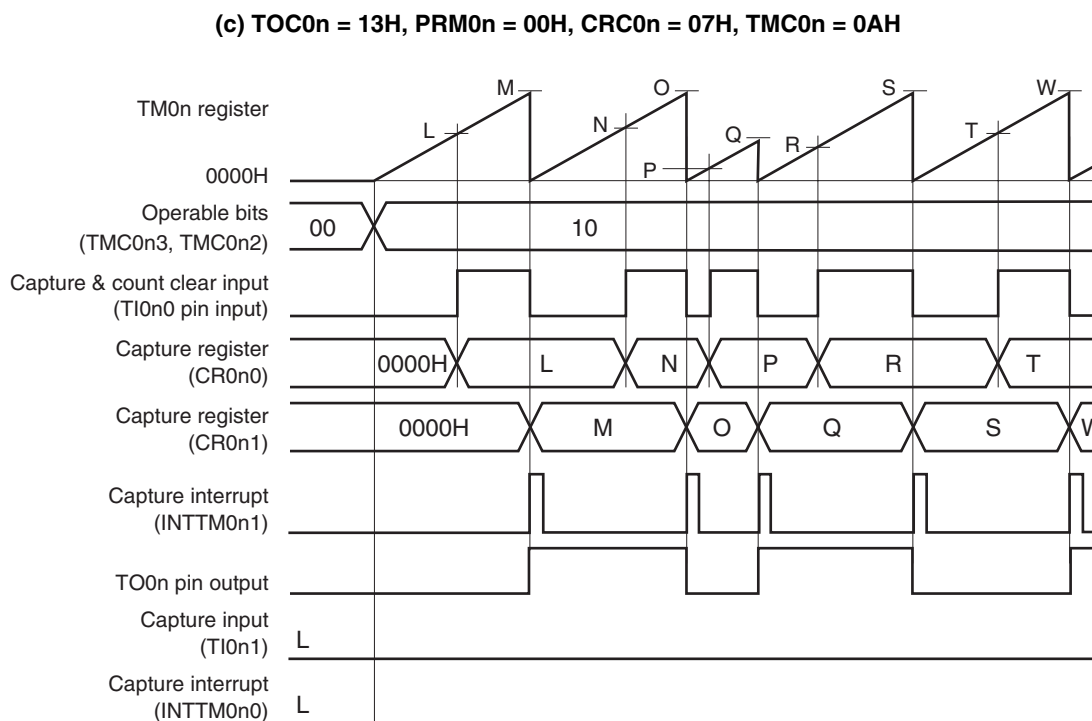 (c) TOC0n = 13H, PRM0n = 00H, CRC0n = 07H, TMC0n = 0AH
M O S W
L N Q R T
P
TM0n register
0000H
Operable bits
(TMC0n3, TMC0n2)
00 10
Capture & count clear input
(TI0n0 pin input)
Capture register
(CR0n0)
0000H L N P R T
Capture register
(CR0n1)
0000H M O Q S W
Capture interrupt
(INTTM0n1)
TO0n pin output
Capture input
(TI0n1)
L
Capture interrupt
(INTTM0n0)
L